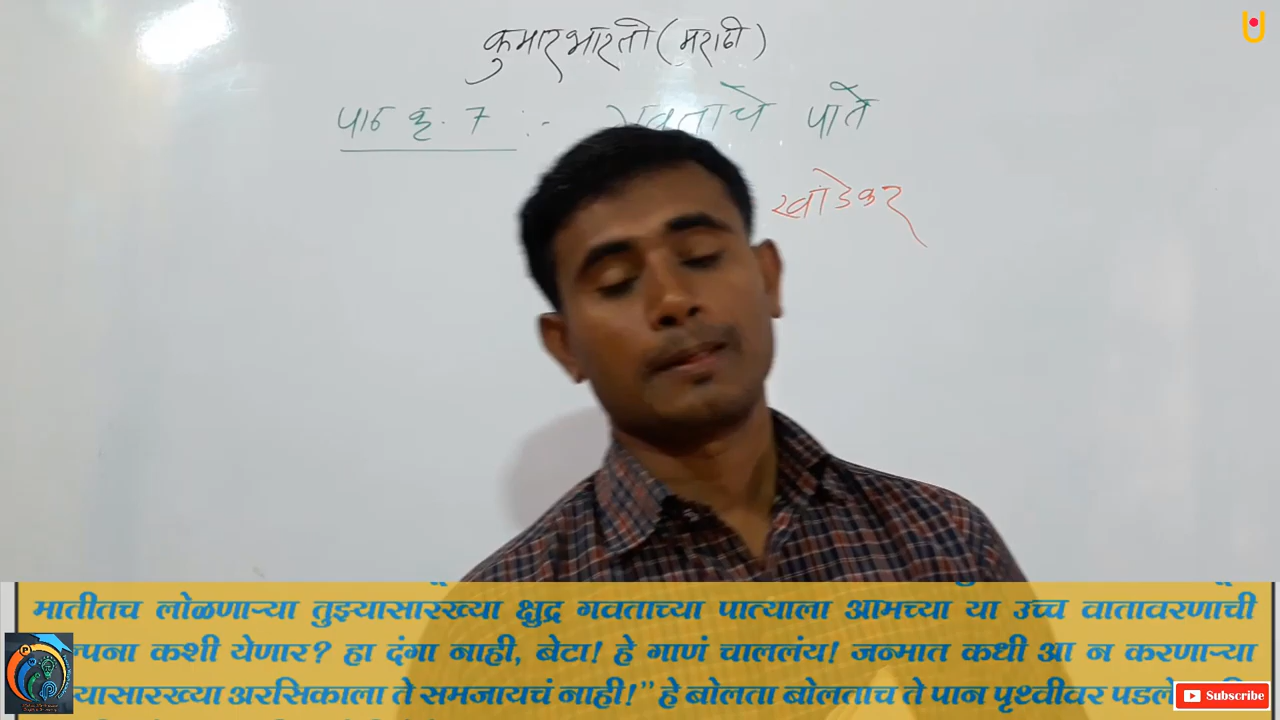 कुमारभारती (मराठी)
पाठ क्र. 7 :- गवताचे पाते
खांडेकर
मातीतच लोळणाऱ्या तुझ्यासारख्या क्षुद्र गवताच्या पात्याला आमच्या या उच्च वातावरणाची
कशी येणार? हा दंगा नाही, बेटा! हे गाणं चाललंय! जन्मात कधी आ न करणाऱ्या
अरसिकाला ते समजायचं नाही!" हे बोलता बोलताच ते पान पृथ्वीवर पडले
Subscribe